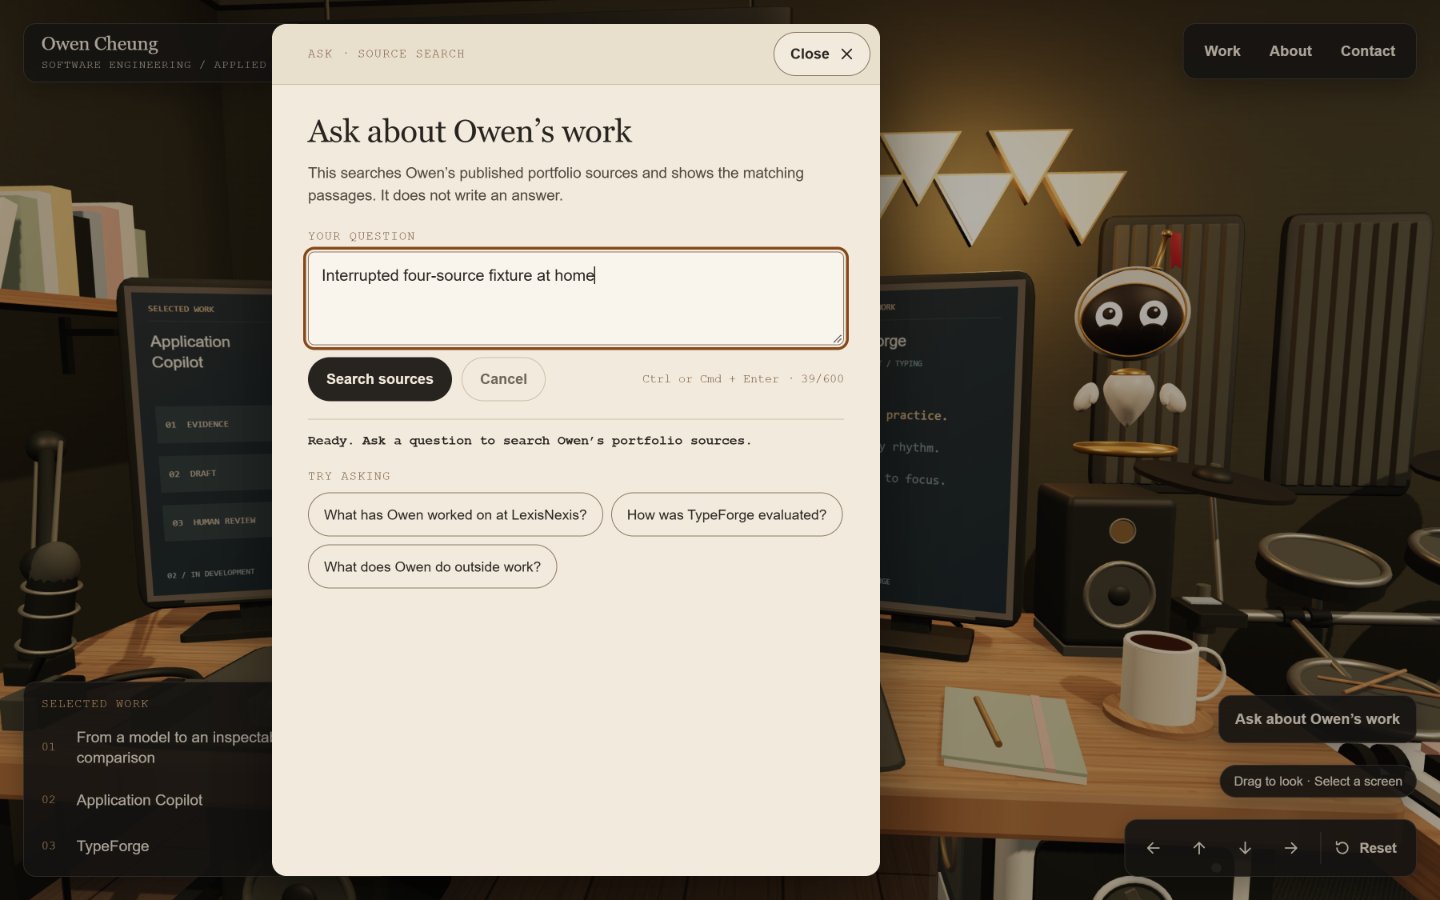 Owen Cheung
SOFTWARE ENGINEERING / APPLIED
ASK · SOURCE SEARCH
Close
Work
About
Contact
Ask about Owen’s work
This searches Owen’s published portfolio sources and shows the matching
passages. It does not write an answer.
YOUR QUESTION
Interrupted four-source fixture at home
Search sources
Cancel
Ctrl or Cmd + Enter · 39/600
Ready. Ask a question to search Owen’s portfolio sources.
TRY ASKING
What has Owen worked on at LexisNexis?
How was TypeForge evaluated?
What does Owen do outside work?
SELECTED WORK
Application
Copilot
01 EVIDENCE
02 DRAFT
03 HUMAN REVIEW
02 / IN DEVELOPMENT
/ TYPING
practice.
rhythm.
to focus.
SELECTED WORK
01 From a model to an
comparison
02 Application Copilot
03 TypeForge
Ask about Owen’s work
Drag to look · Select a screen
Reset